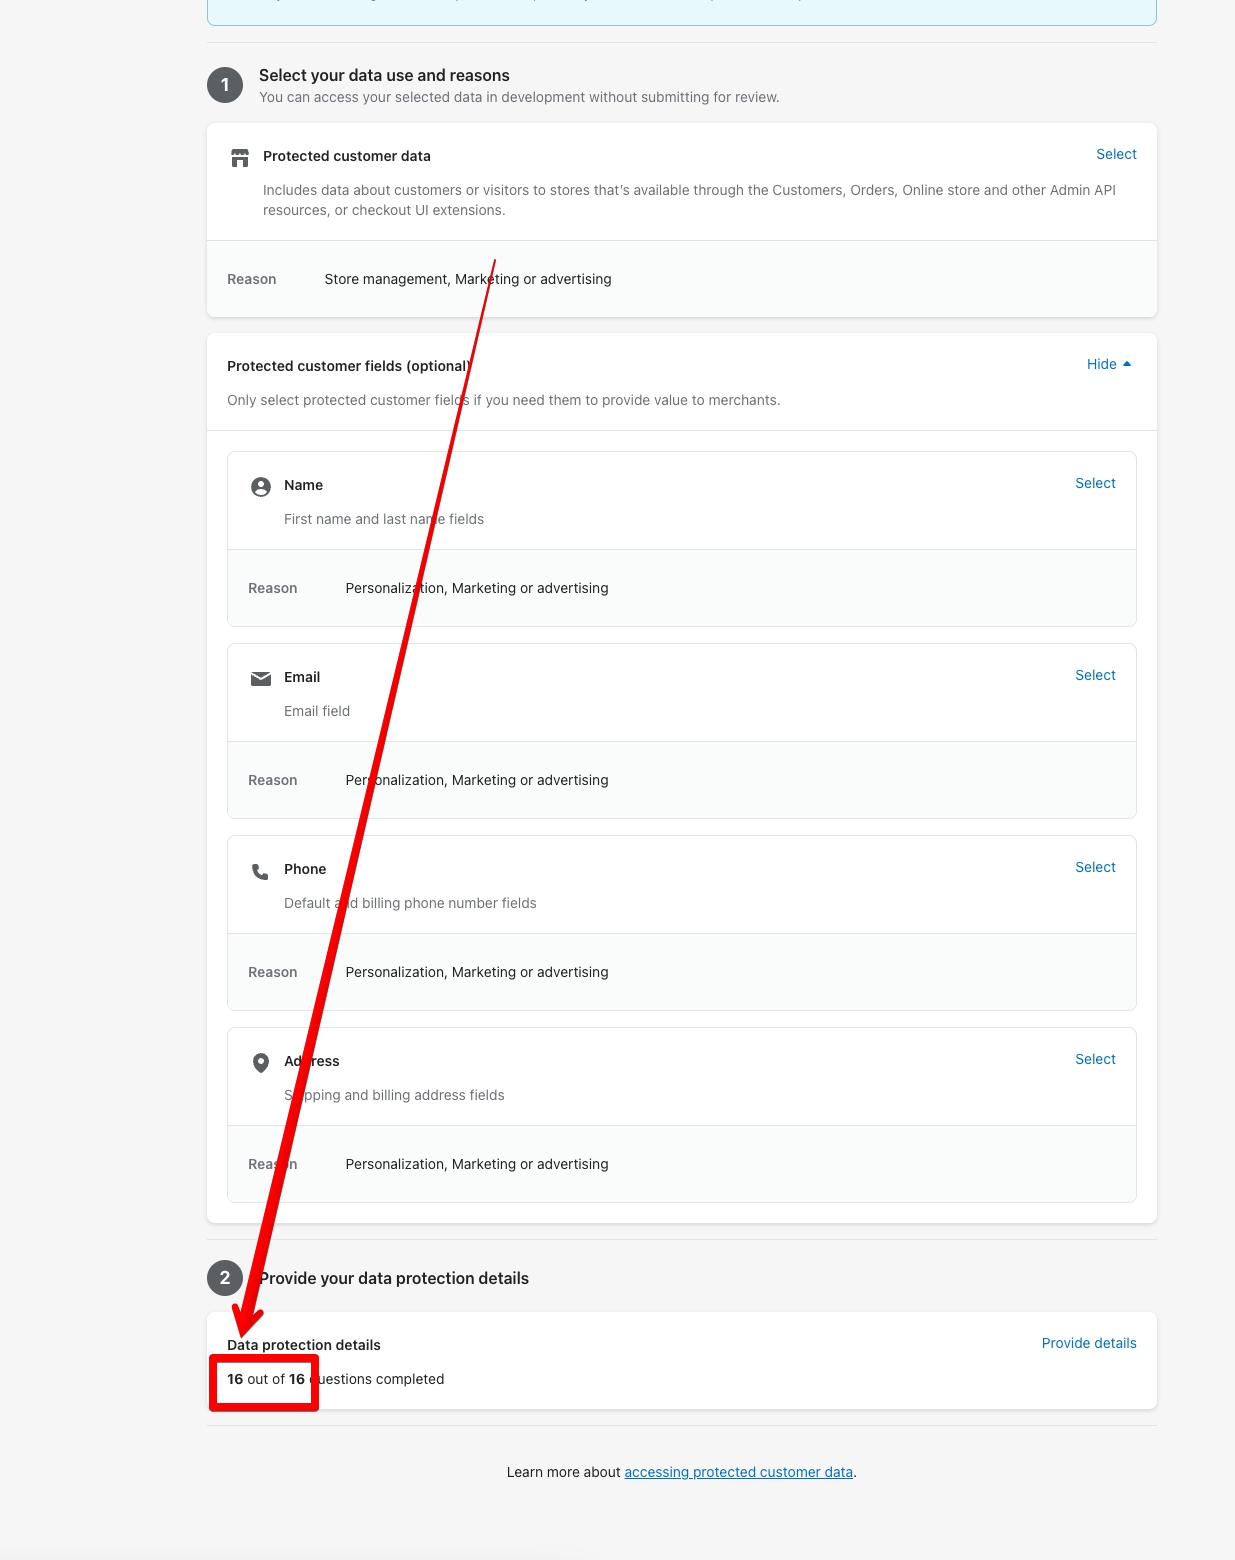 1
Select your data use and reasons
You can access your selected data in development without submitting for review.
Protected customer data
Select
Includes data about customers or visitors to stores that's available through the Customers, Orders, Online store and other Admin API
resources, or checkout UI extensions.
Reason Store management, Marketing or advertising
Protected customer fields (optional)
Hide
Only select protected customer fields if you need them to provide value to merchants.
Name
Select
First name and last name fields
Reason Personalization, Marketing or advertising
Email
Select
Email field
Reason Personalization, Marketing or advertising
Phone
Select
Default and billing phone number fields
Reason Personalization, Marketing or advertising
Address
Select
Shipping and billing address fields
Reason Personalization, Marketing or advertising
2
Provide your data protection details
Data protection details
Provide details
16 out of 16 questions completed
Learn more about accessing protected customer data.